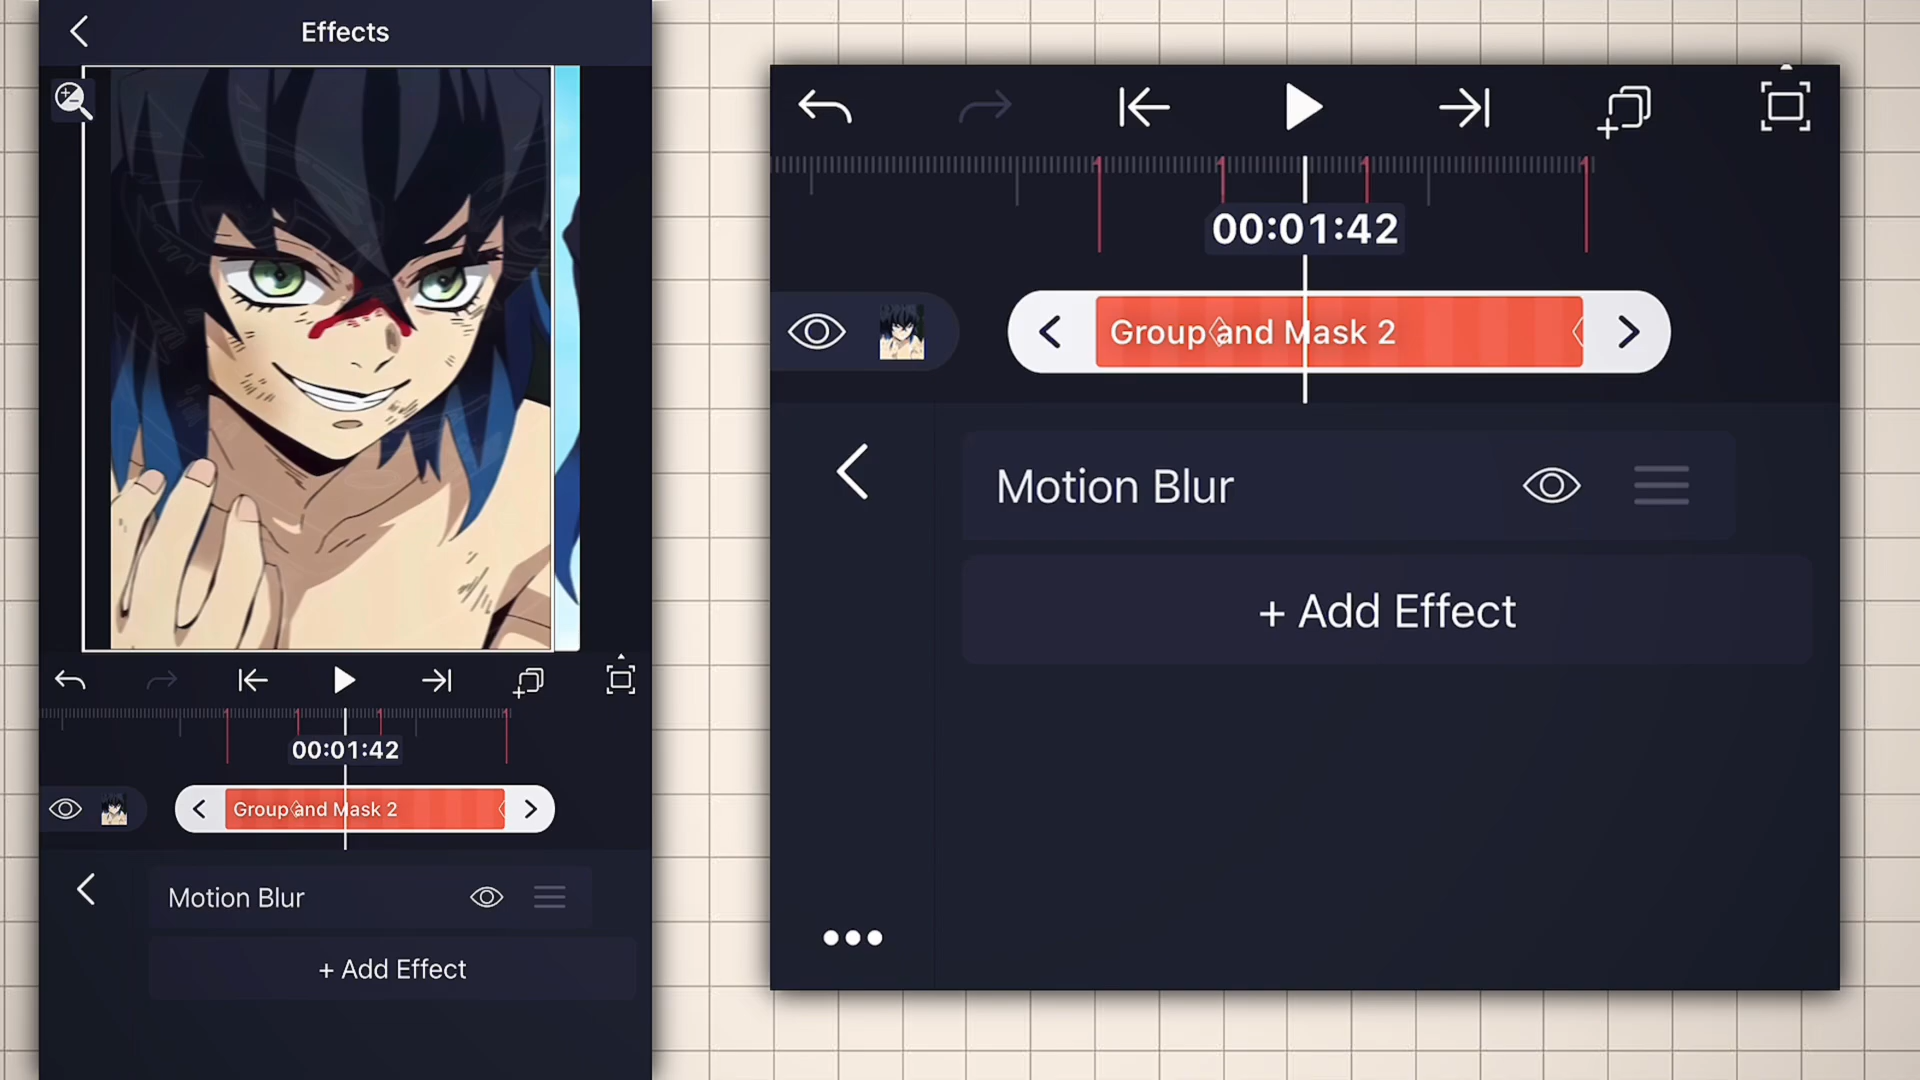 Effects
00:01:42
Group and Mask 2
Motion Blur
+ Add Effect
00:01:42
Group and Mask 2
Motion Blur
+ Add Effect